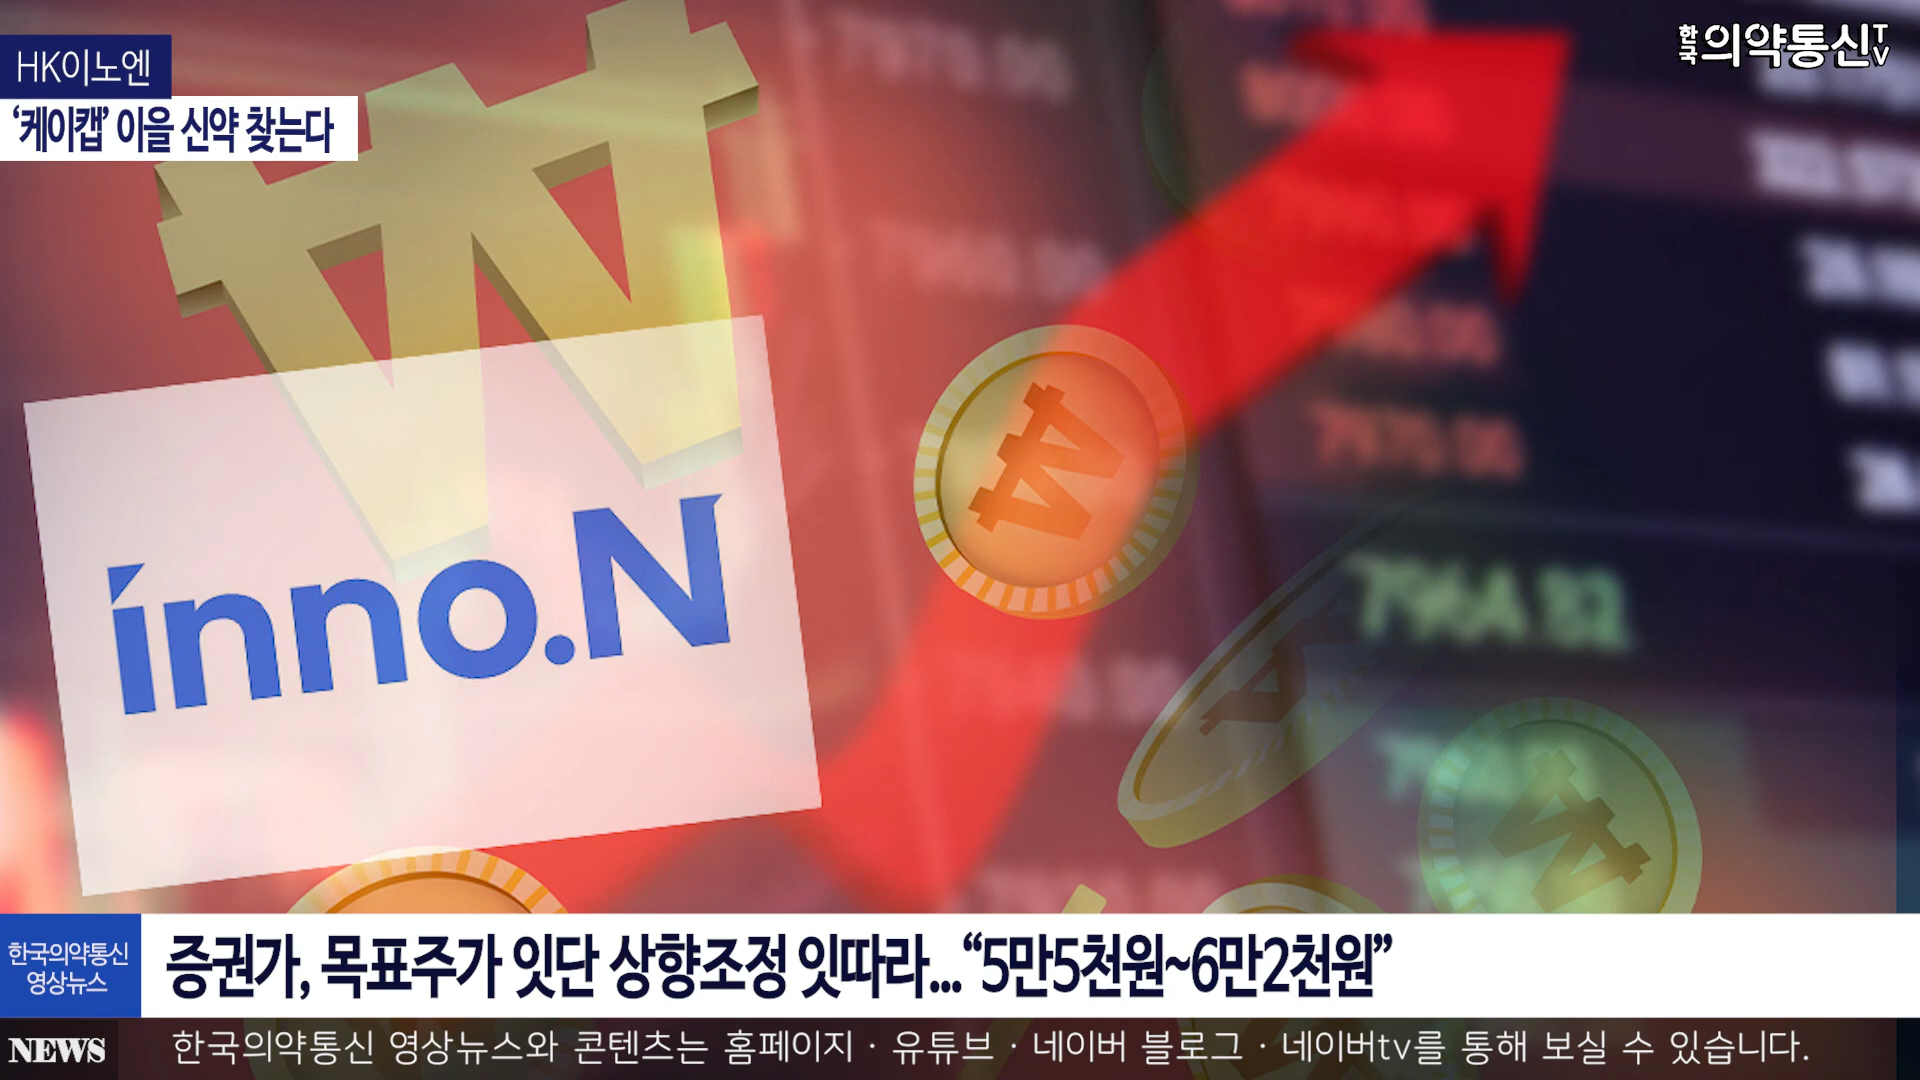 HK이노엔
‘케이캡’ 이을 신약 찾는다
한국 의약통신TV
inno.N
7964.82
7970.00
한국의약통신
영상뉴스
증권가, 목표주가 잇단 상향조정 잇따라...“5만5천원~6만2천원”
NEWS
한국의약통신 영상뉴스와 콘텐츠는 홈페이지 · 유튜브 · 네이버 블로그 · 네이버tv를 통해 보실 수 있습니다.